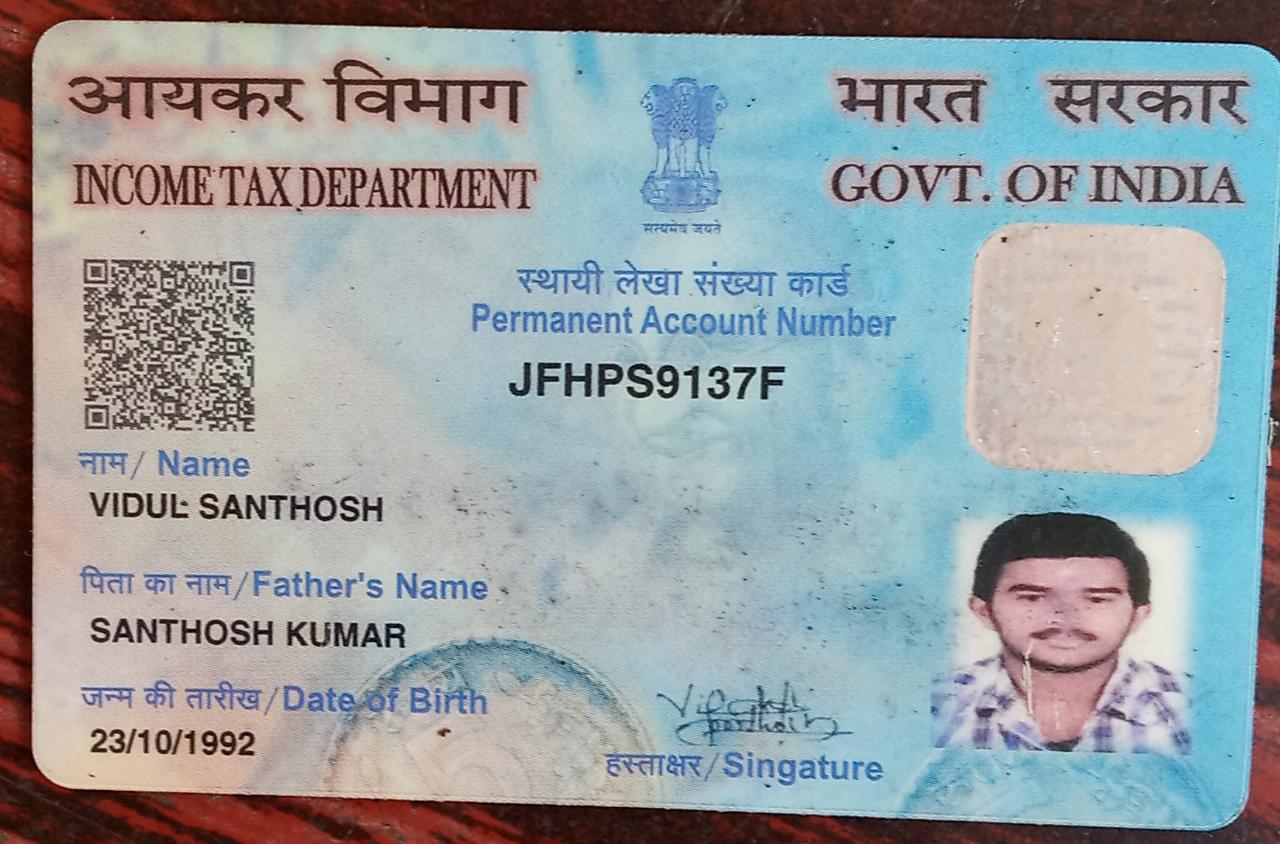 आयकर विभाग
INCOME TAX DEPARTMENT
भारत सरकार
GOVT. OF INDIA
सत्यमेव जयते
स्थायी लेखा संख्या कार्ड
Permanent Account Number
JFHPS9137F
नाम/ Name
VIDUL SANTHOSH
पिता का नाम/Father's Name
SANTHOSH KUMAR
जन्म की तारीख/Date of Birth
23/10/1992
हस्ताक्षर/Singature